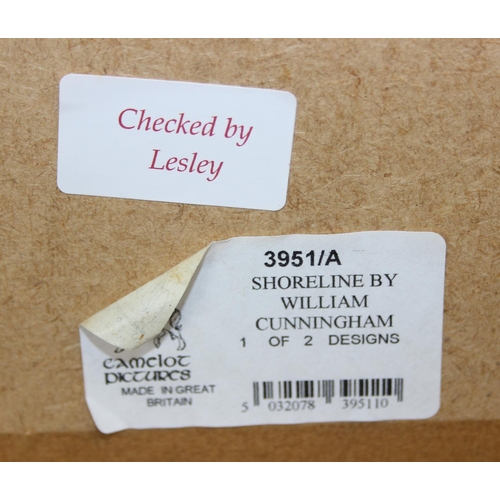 Checked by
Lesley
3951/A
SHORELINE BY
WILLIAM
CUNNINGHAM
1 OF 2 DESIGNS
CAMELOT
PICTURES
MADE IN GREAT
BRITAIN
5 032078 395110